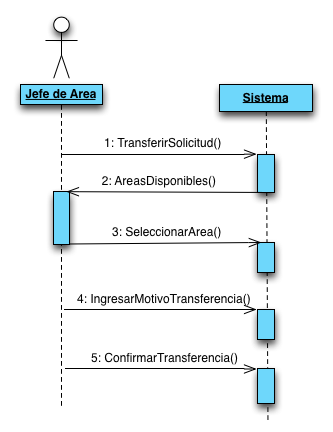 Jefe de Area
Sistema
1: TransferirSolicitud()
2: AreasDisponibles()
3: SeleccionarArea()
4: IngresarMotivoTransferencia()
5: ConfirmarTransferencia()